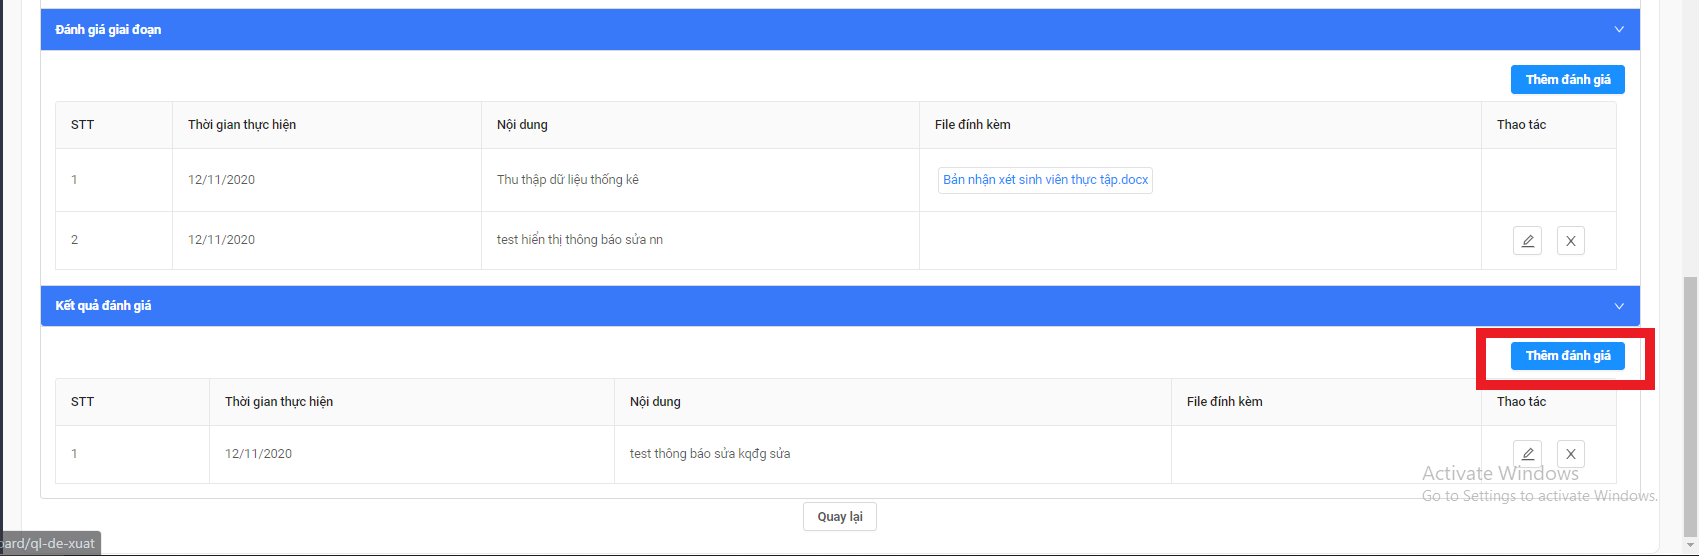 Đánh giá giai đoạn
Thêm đánh giá
STT Thời gian thực hiện Nội dung File đính kèm Thao tác
1 12/11/2020 Thu thập dữ liệu thống kê Bản nhận xét sinh viên thực tập.docx
2 12/11/2020 test hiển thị thông báo sửa nn
Kết quả đánh giá
Thêm đánh giá
STT Thời gian thực hiện Nội dung File đính kèm Thao tác
1 12/11/2020 test thông báo sửa kqđg sửa
Activate Windows
Go to Settings to activate Windows.
Quay lại
oard/ql-de-xuat